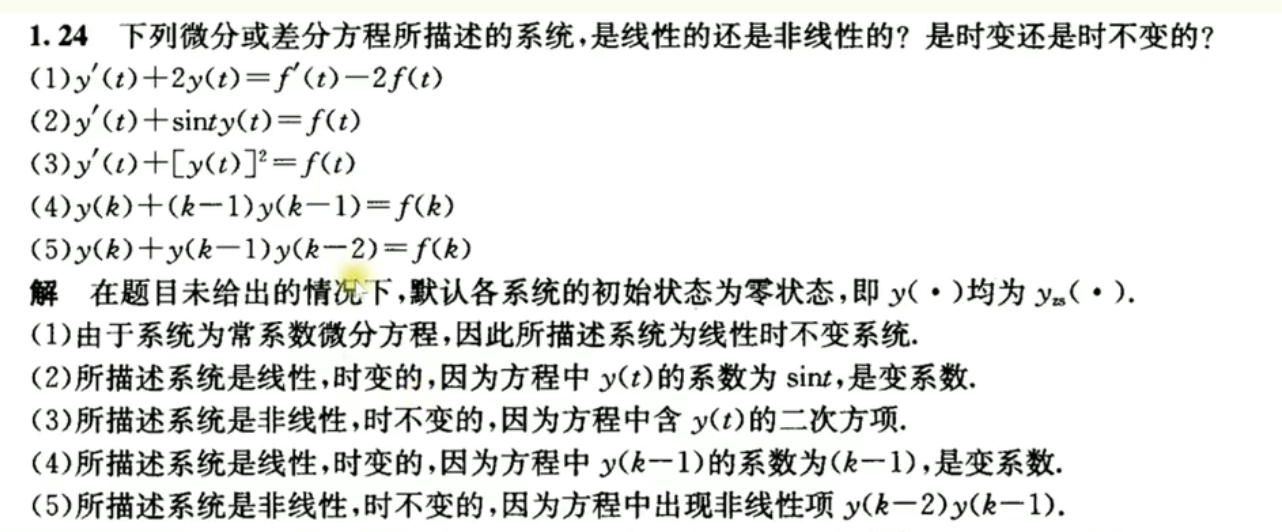 1.24 下列微分或差分方程所描述的系统,是线性的还是非线性的? 是时变还是时不变的?
(1)y′(t)+2y(t)=f′(t)-2f(t)
(2)y′(t)+sinty(t)=f(t)
(3)y′(t)+[y(t)]²=f(t)
(4)y(k)+(k-1)y(k-1)=f(k)
(5)y(k)+y(k-1)y(k-2)=f(k)
解 在题目未给出的情况下,默认各系统的初始状态为零状态,即 y(·)均为 yzs(·).
(1)由于系统为常系数微分方程,因此所描述系统为线性时不变系统.
(2)所描述系统是线性,时变的,因为方程中 y(t)的系数为 sint,是变系数.
(3)所描述系统是非线性,时不变的,因为方程中含 y(t)的二次方项.
(4)所描述系统是线性,时变的,因为方程中 y(k-1)的系数为(k-1),是变系数.
(5)所描述系统是非线性,时不变的,因为方程中出现非线性项 y(k-2)y(k-1).